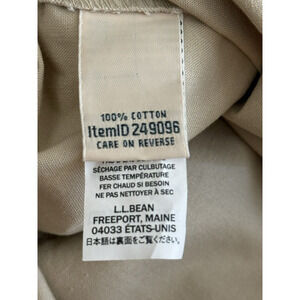 100% COTTON
ItemID 249096
CARE ON REVERSE
SÉCHAGE PAR CULBUTAGE
BASSE TEMPÉRATURE
FER CHAUD SI BESOIN
NE PAS NETTOYER À SEC
L.L.BEAN
FREEPORT, MAINE
04033 ÉTATS-UNIS
日本語は裏面をご覧ください。